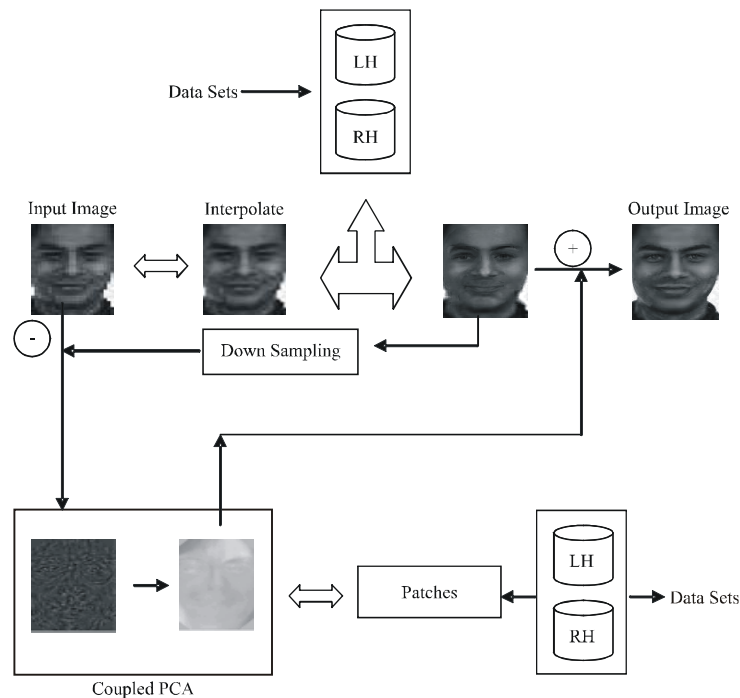 LH
Data Sets
RH
Input Image
Interpolate
Output Image
+
-
Down Sampling
LH
Patches
Data Sets
RH
Coupled PCA